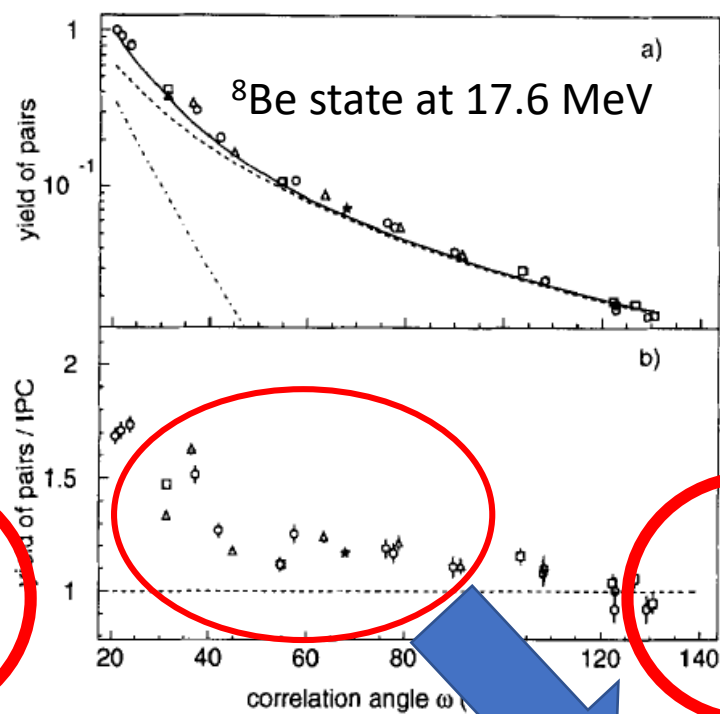 a)
⁸Be state at 17.6 MeV
yield of pairs
1
10⁻¹
b)
yield of pairs / IPC
2
1.5
1
20 40 60 80 120 140
correlation angle ω (